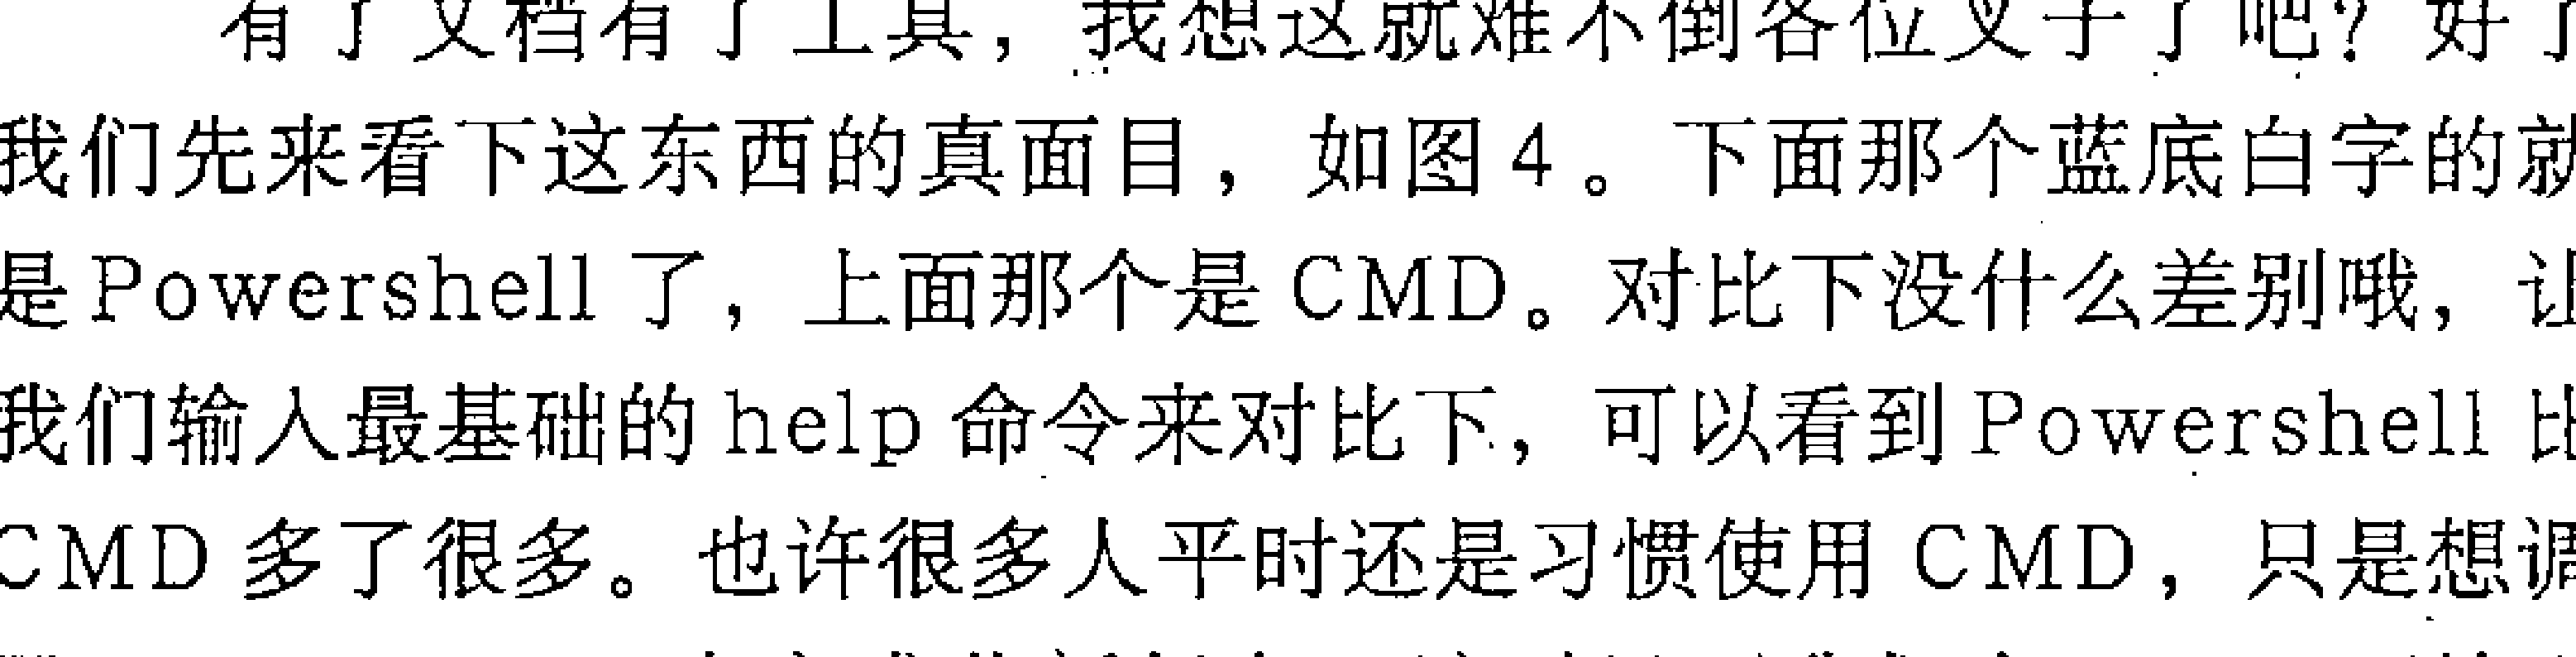 有了文档有了工具，我想这就难不倒各位叉子了吧？好了
我们先来看下这东西的真面目，如图4。下面那个蓝底白字的就
是Powershell了，上面那个是CMD。对比下没什么差别哦，让
我们输入最基础的help命令来对比下，可以看到Powershell比
CMD多了很多。也许很多人平时还是习惯使用CMD，只是想调